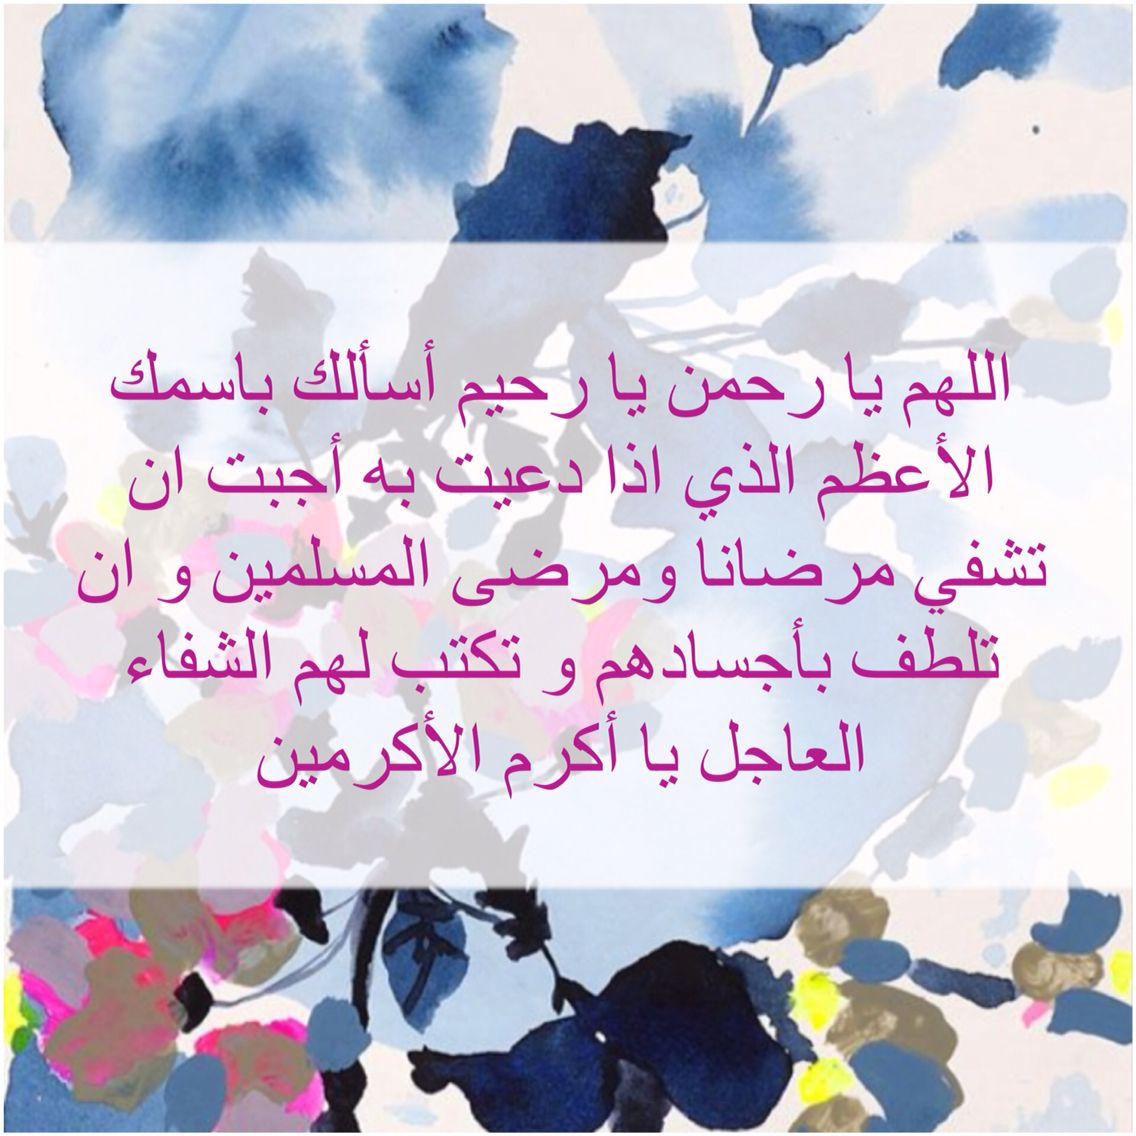 اللهم يا رحمن يا رحيم أسألك باسمك
الأعظم الذي اذا دعيت به أجبت ان
تشفي مرضانا ومرضى المسلمين و ان
تلطف بأجسادهم و تكتب لهم الشفاء
العاجل يا أكرم الأكرمين